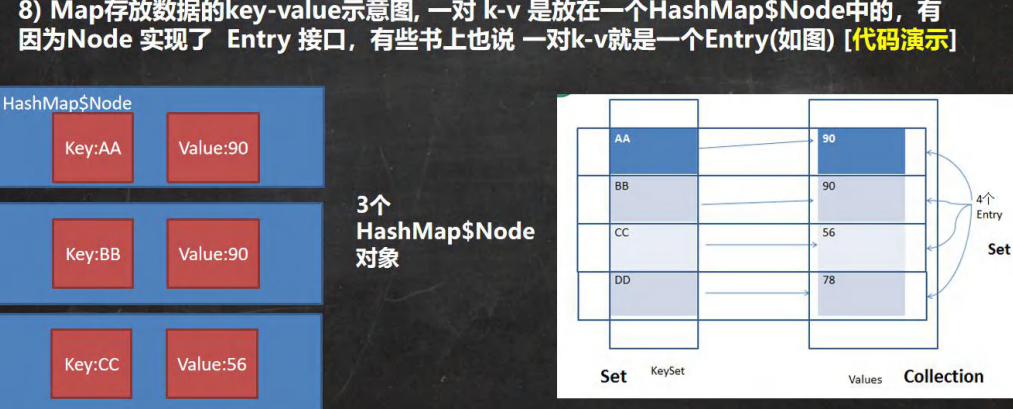 8) Map存放数据的key-value示意图, 一对 k-v 是放在一个HashMap$Node中的，有
因为Node 实现了 Entry 接口，有些书上也说 一对k-v就是一个Entry(如图) [代码演示]
HashMap$Node
Key:AA
Value:90
Key:BB
Value:90
Key:CC
Value:56
3个
HashMap$Node
对象
AA
90
BB
90
CC
56
DD
78
4个
Entry
Set
Set
KeySet
Values
Collection